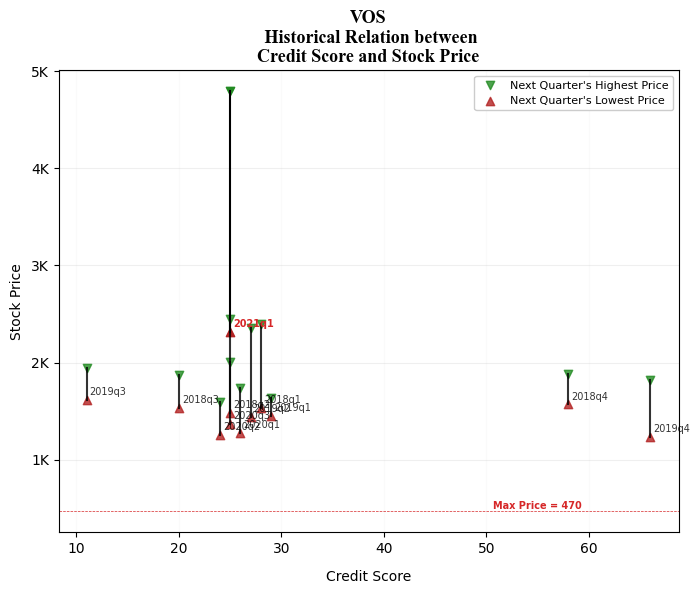 VOS
Historical Relation between
Credit Score and Stock Price
Next Quarter's Highest Price
Next Quarter's Lowest Price
Stock Price
5K
4K
3K
2K
1K
2021q1
2019q3
2018q3
2018q1
2019q1
2020q3
2020q2
2020q1
2018q4
2019q4
Max Price = 470
10
20
30
40
50
60
Credit Score